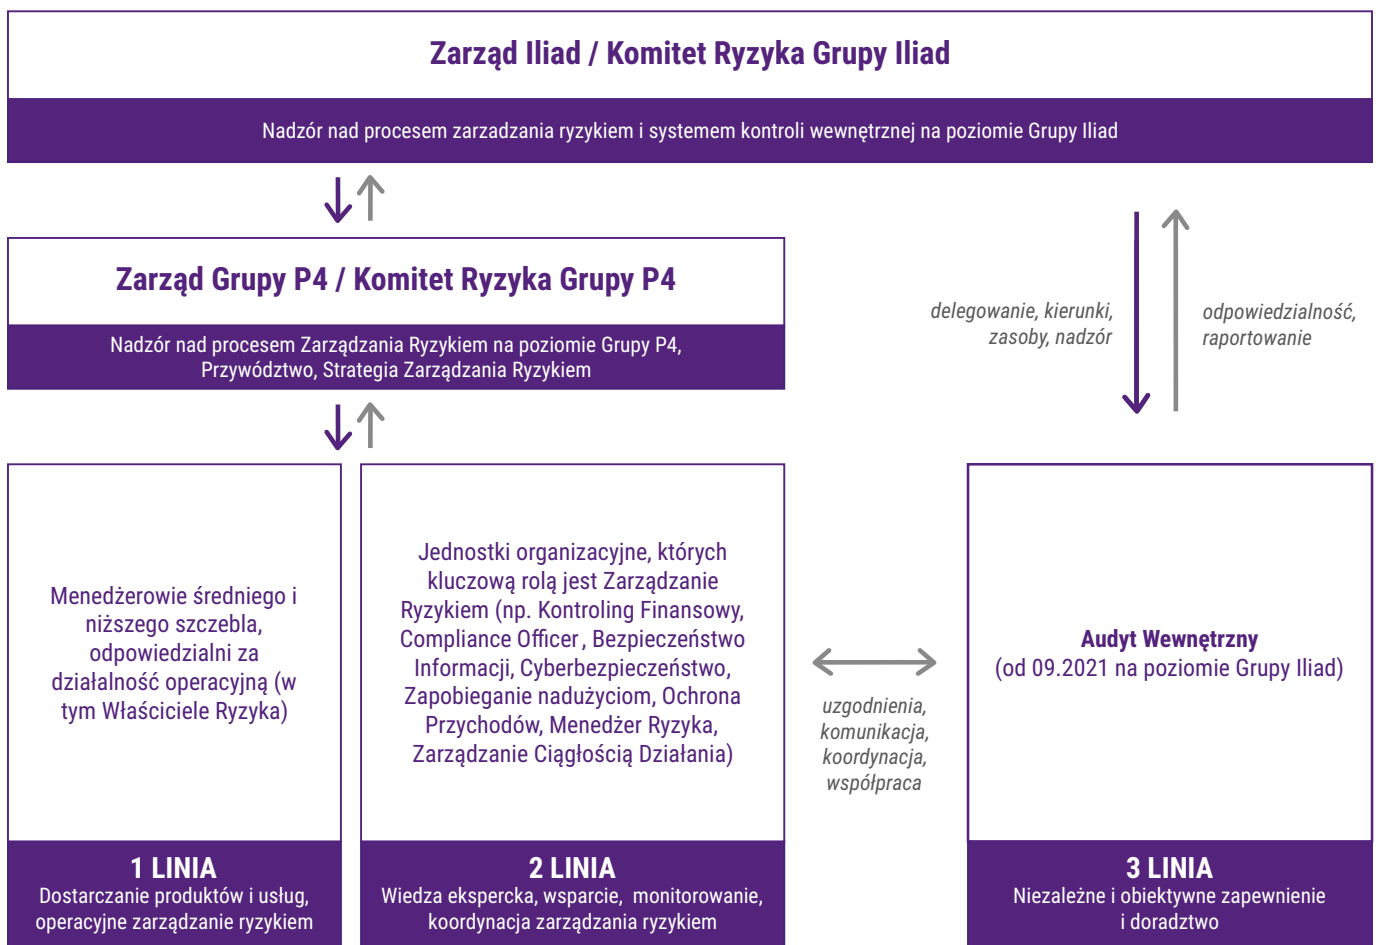 Zarząd Iliad / Komitet Ryzyka Grupy Iliad
Nadzór nad procesem zarzadzania ryzykiem i systemem kontroli wewnętrznej na poziomie Grupy Iliad
Zarząd Grupy P4 / Komitet Ryzyka Grupy P4
Nadzór nad procesem Zarządzania Ryzykiem na poziomie Grupy P4,
Przywództwo, Strategia Zarządzania Ryzykiem
delegowanie, kierunki,
zasoby, nadzór
odpowiedzialność,
raportowanie
Menedżerowie średniego i
niższego szczebla,
odpowiedzialni za
działalność operacyjną (w
tym Właściciele Ryzyka)
1 LINIA
Dostarczanie produktów i usług,
operacyjne zarządzanie ryzykiem
Jednostki organizacyjne, których
kluczową rolą jest Zarządzanie
Ryzykiem (np. Kontroling Finansowy,
Compliance Officer, Bezpieczeństwo
Informacji, Cyberbezpieczeństwo,
Zapobieganie nadużyciom, Ochrona
Przychodów, Menedżer Ryzyka,
Zarządzanie Ciągłością Działania)
2 LINIA
Wiedza ekspercka, wsparcie, monitorowanie,
koordynacja zarządzania ryzykiem
uzgodnienia,
komunikacja,
koordynacja,
współpraca
Audyt Wewnętrzny
(od 09.2021 na poziomie Grupy Iliad)
3 LINIA
Niezależne i obiektywne zapewnienie
i doradztwo